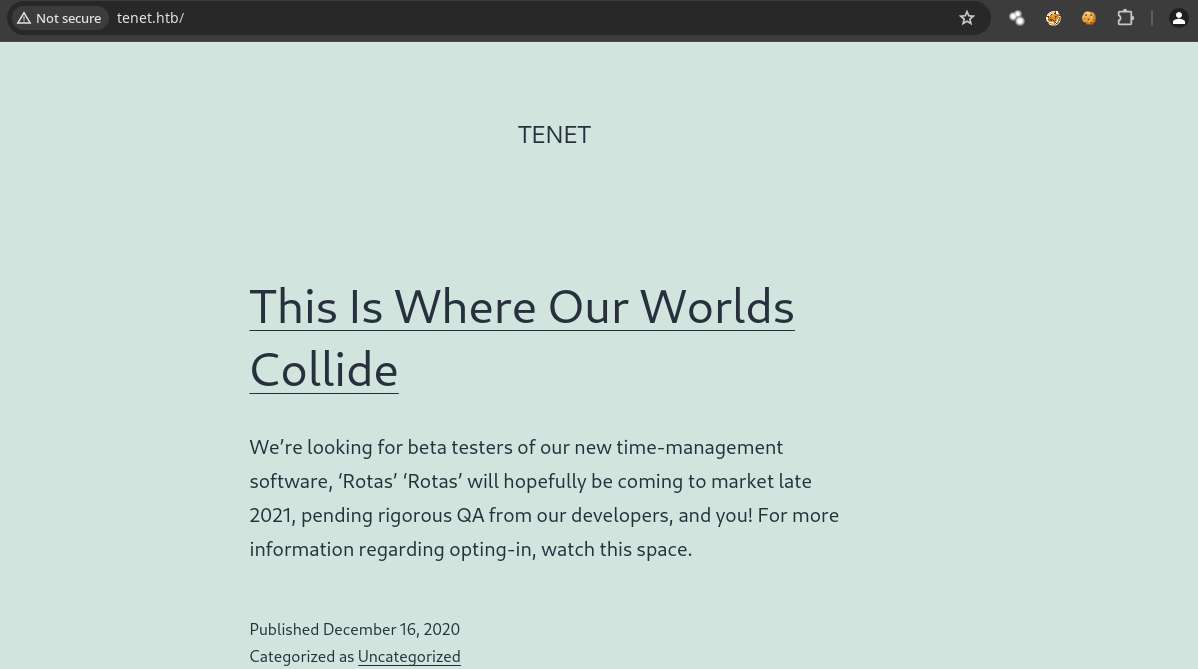 Not secure tenet.htb/
TENET
This Is Where Our Worlds
Collide
We’re looking for beta testers of our new time-management
software, ‘Rotas’ ‘Rotas’ will hopefully be coming to market late
2021, pending rigorous QA from our developers, and you! For more
information regarding opting-in, watch this space.
Published December 16, 2020
Categorized as Uncategorized